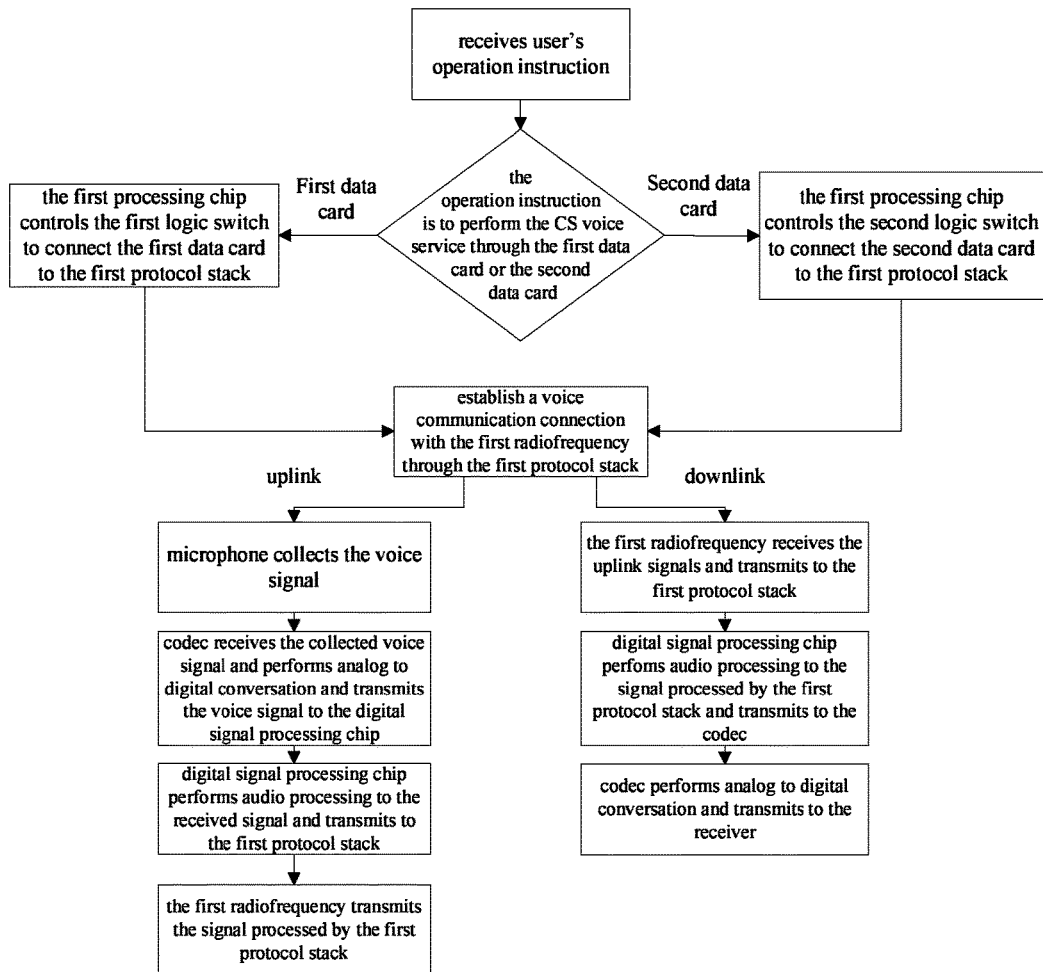 receives user's
operation instruction
the
operation instruction
is to perform the CS voice
service through the first data
card or the second
data card
First data
card
Second data
card
the first processing chip
controls the first logic switch
to connect the first data card
to the first protocol stack
the first processing chip
controls the second logic switch
to connect the second data card
to the first protocol stack
establish a voice
communication connection
with the first radiofrequency
through the first protocol stack
uplink
downlink
microphone collects the voice
signal
codec receives the collected voice
signal and performs analog to
digital conversation and transmits
the voice signal to the digital
signal processing chip
digital signal processing chip
performs audio processing to the
received signal and transmits to
the first protocol stack
the first radiofrequency transmits
the signal processed by the first
protocol stack
the first radiofrequency receives the
uplink signals and transmits to the
first protocol stack
digital signal processing chip
perfoms audio processing to the
signal processed by the first
protocol stack and transmits to the
codec
codec performs analog to digital
conversation and transmits to the
receiver